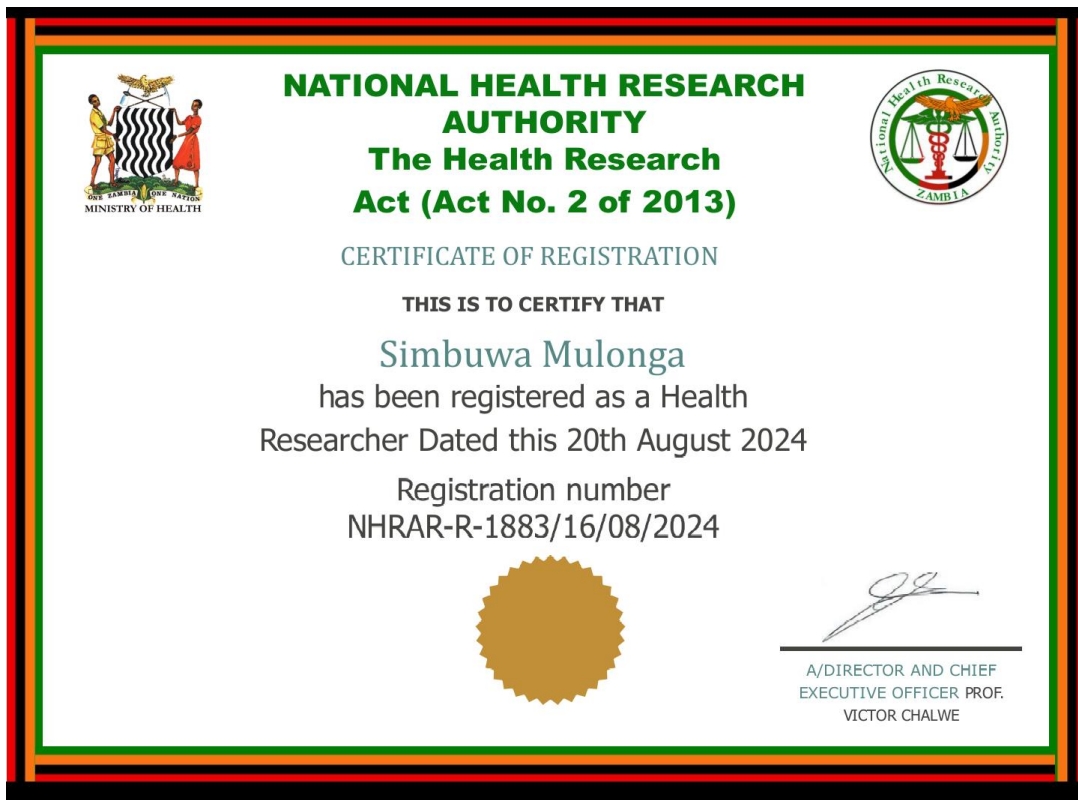 NATIONAL HEALTH RESEARCH
AUTHORITY
The Health Research
Act (Act No. 2 of 2013)
ONE ZAMBIA ONE NATION
MINISTRY OF HEALTH
National Health Research Authority
ZAMBIA
CERTIFICATE OF REGISTRATION
THIS IS TO CERTIFY THAT
Simbuwa Mulonga
has been registered as a Health
Researcher Dated this 20th August 2024
Registration number
NHRAR-R-1883/16/08/2024
A/DIRECTOR AND CHIEF
EXECUTIVE OFFICER PROF.
VICTOR CHALWE